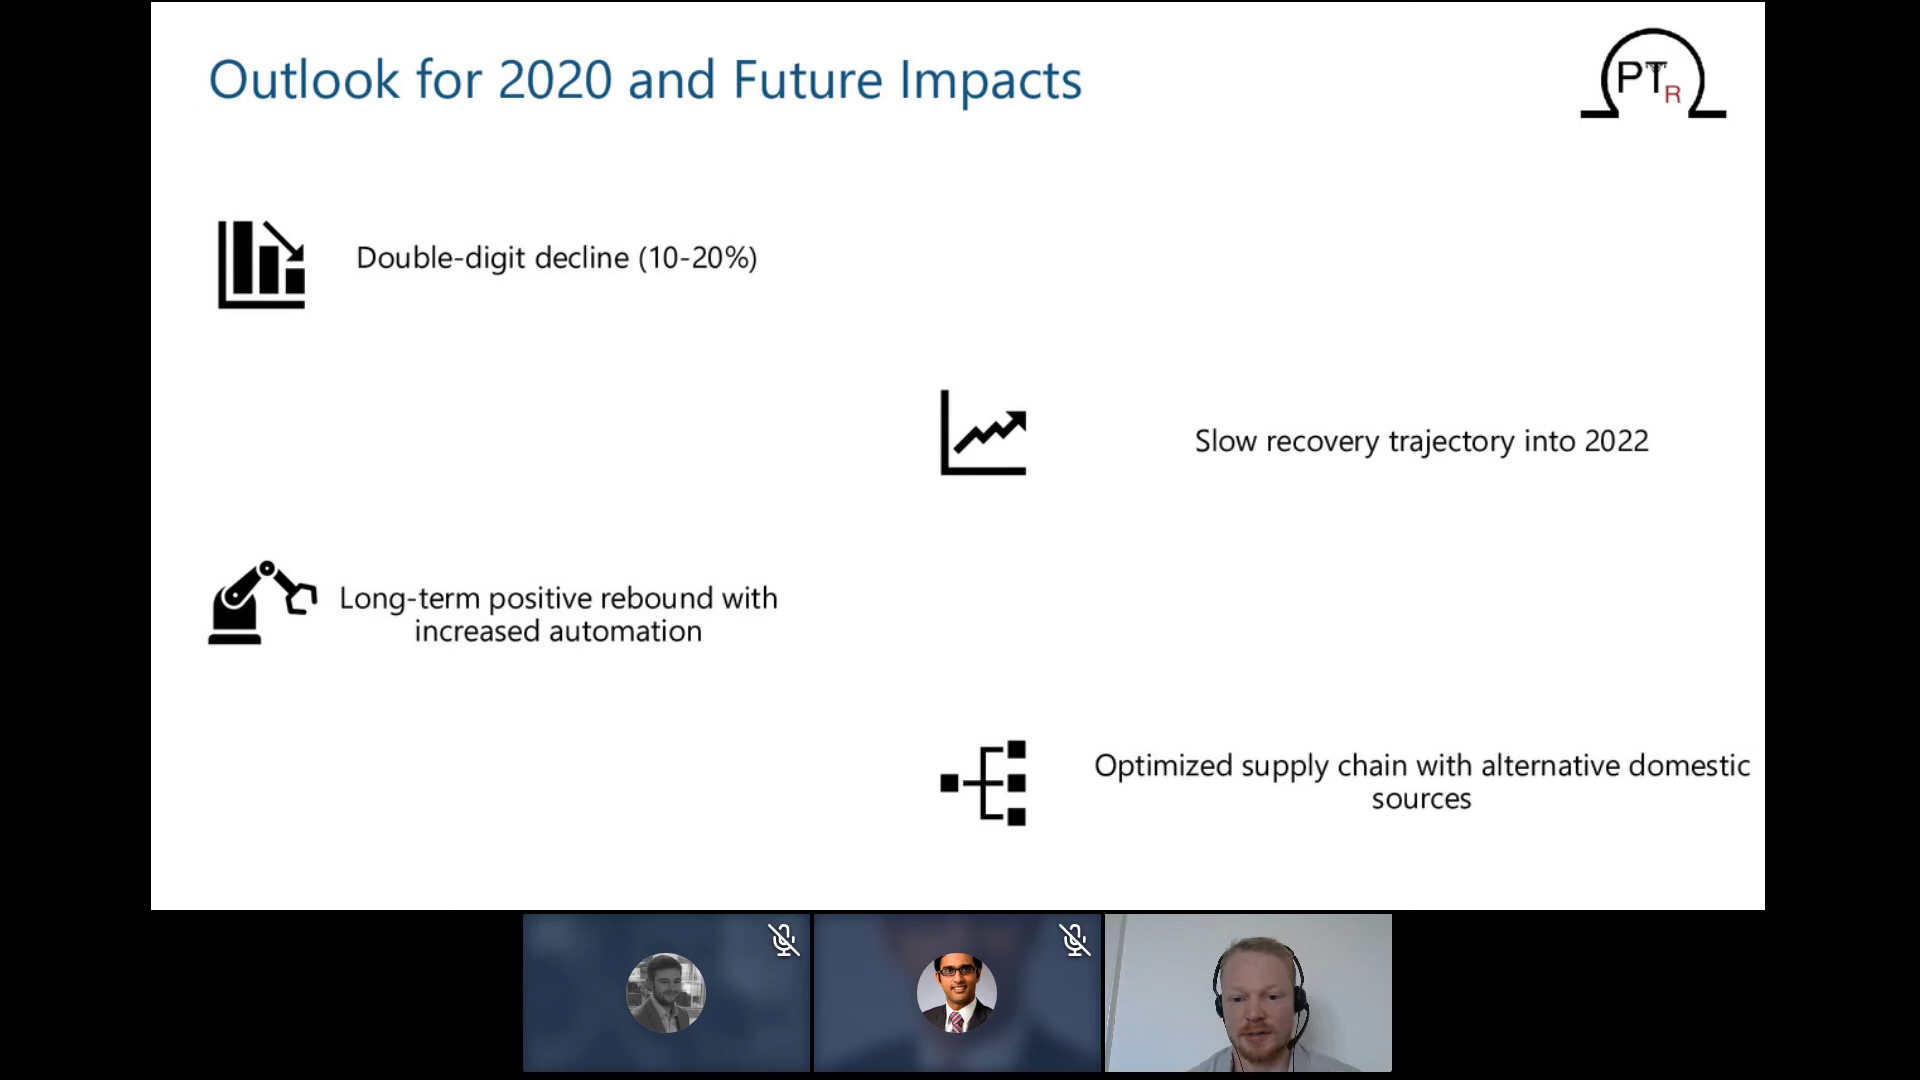 Outlook for 2020 and Future Impacts
PTR
Double-digit decline (10-20%)
Slow recovery trajectory into 2022
Long-term positive rebound with
increased automation
Optimized supply chain with alternative domestic
sources